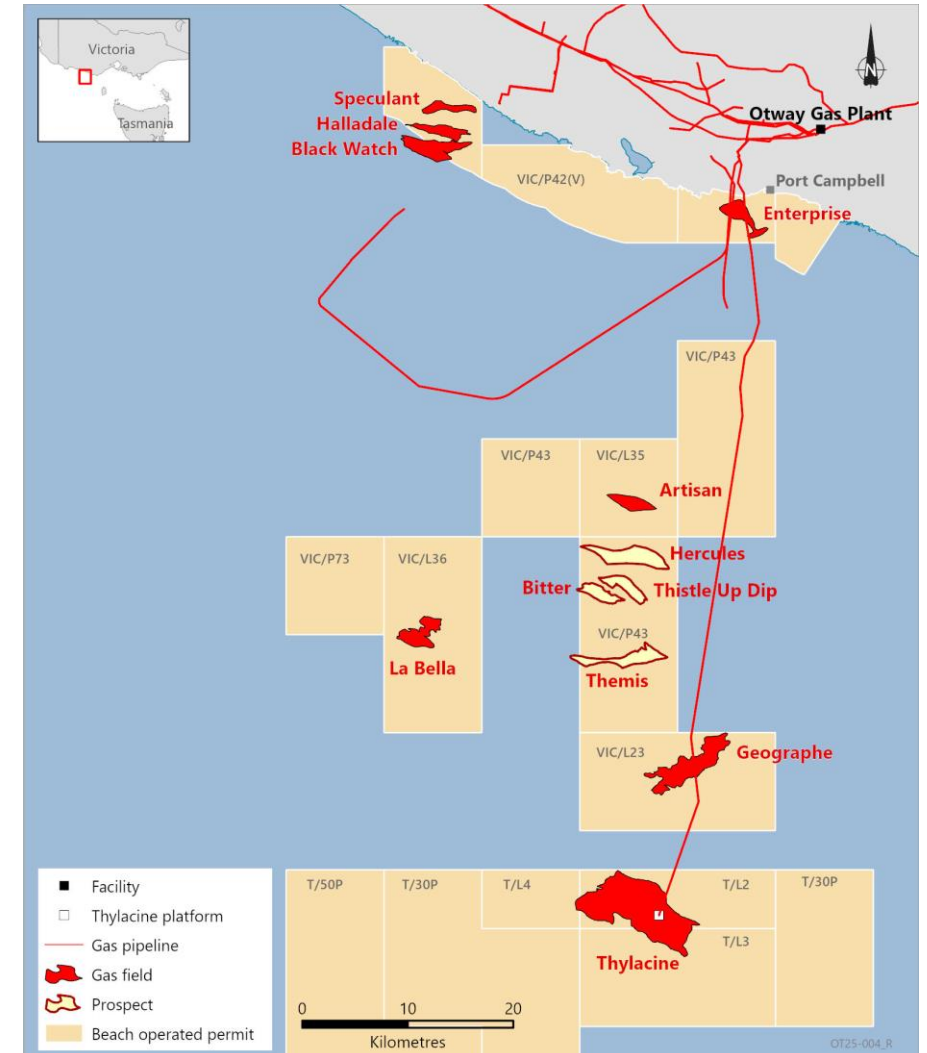 Victoria
Tasmania
N
Speculant
Halladale
Black Watch
Otway Gas Plant
VIC/P42(V)
Port Campbell
Enterprise
VIC/P43
VIC/P43
VIC/L35
Artisan
VIC/P73
VIC/L36
Hercules
Bitter
Thistle Up Dip
VIC/P43
La Bella
Themis
VIC/L23
Geographe
T/50P
T/30P
T/L4
T/L2
T/30P
T/L3
Thylacine
Facility
Thylacine platform
Gas pipeline
Gas field
Prospect
Beach operated permit
0 10 20
Kilometres
OT25-004_R